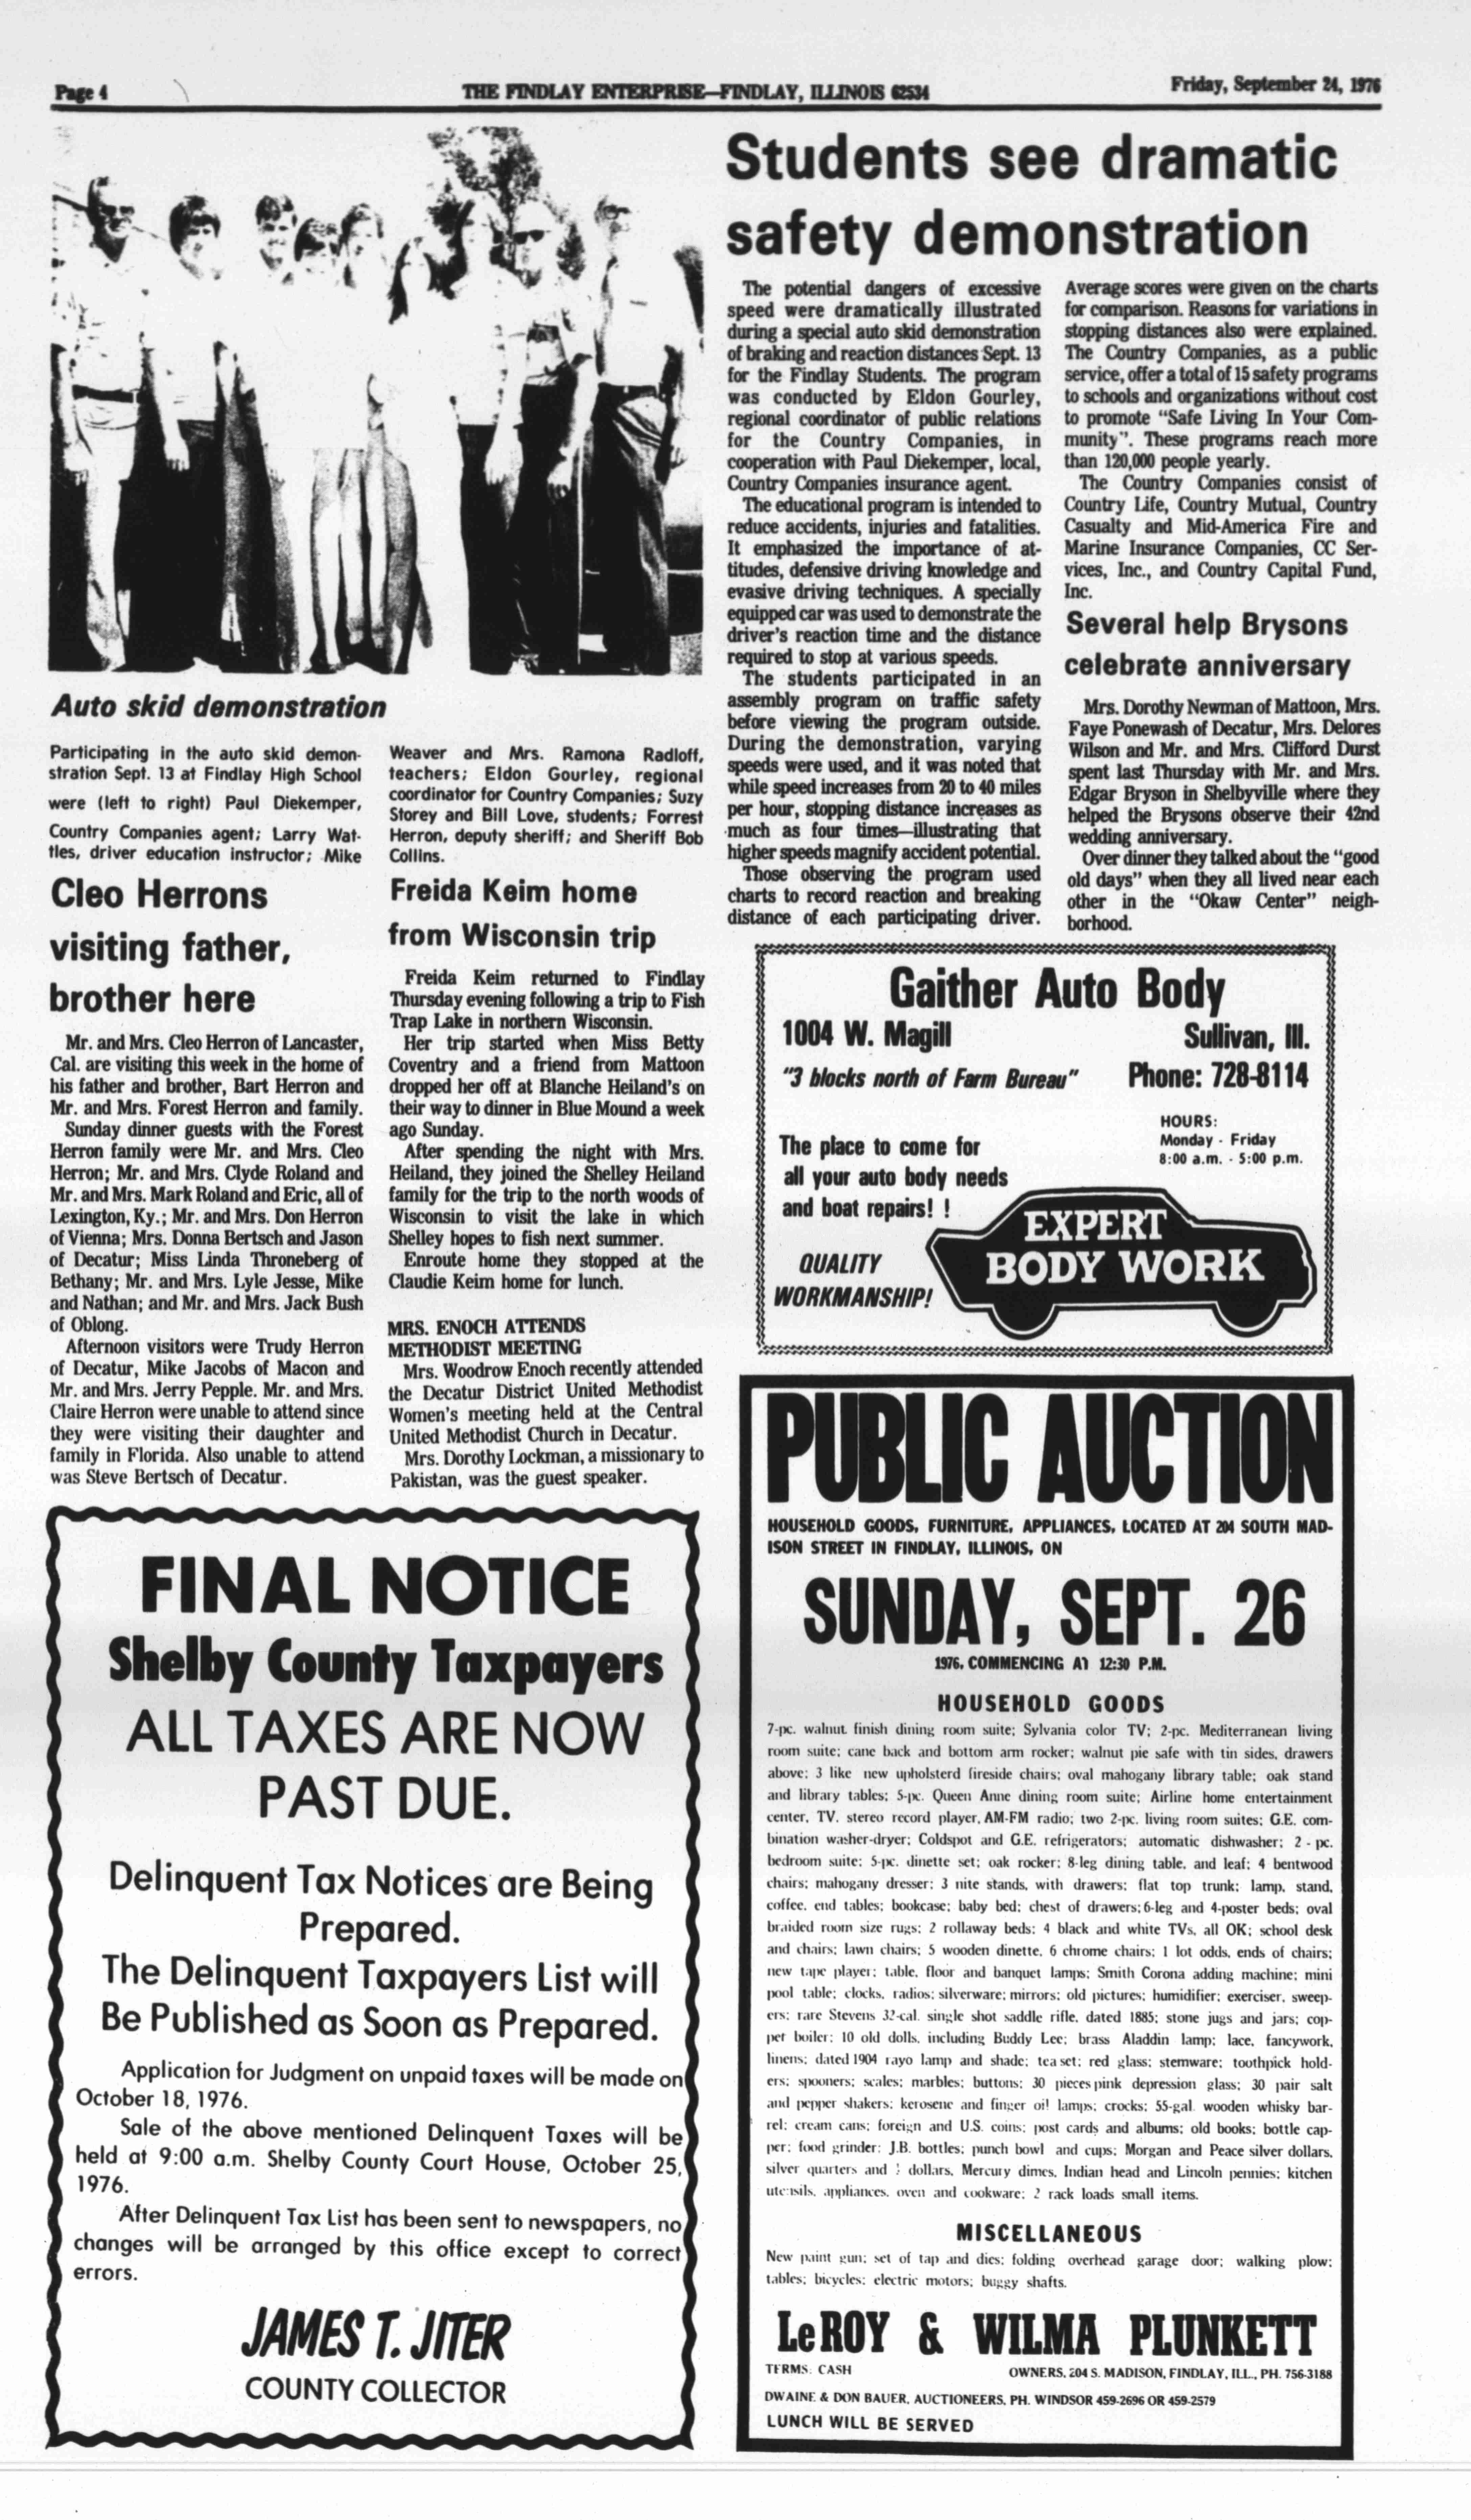 Page 4
THE FINDLAY ENTERPRISE—FINDLAY, ILLINOIS 62534
Friday, September 24, 1976
Auto skid demonstration
Participating in the auto skid demon-
stration Sept. 13 at Findlay High School
were (left to right) Paul Diekemper,
Country Companies agent; Larry Wat-
tles, driver education instructor; Mike
Weaver and Mrs. Ramona Radloff,
teachers; Eldon Gourley, regional
coordinator for Country Companies; Suzy
Storey and Bill Love, students; Forrest
Herron, deputy sheriff; and Sheriff Bob
Collins.
Students see dramatic
safety demonstration
The potential dangers of excessive
speed were dramatically illustrated
during a special auto skid demonstration
of braking and reaction distances Sept. 13
for the Findlay Students. The program
was conducted by Eldon Gourley,
regional coordinator of public relations
for the Country Companies, in
cooperation with Paul Diekemper, local,
Country Companies insurance agent.
The educational program is intended to
reduce accidents, injuries and fatalities.
It emphasized the importance of at-
titudes, defensive driving knowledge and
evasive driving techniques. A specially
equipped car was used to demonstrate the
driver's reaction time and the distance
required to stop at various speeds.
The students participated in an
assembly program on traffic safety
before viewing the program outside.
During the demonstration, varying
speeds were used, and it was noted that
while speed increases from 20 to 40 miles
per hour, stopping distance increases as
much as four times—illustrating that
higher speeds magnify accident potential.
Those observing the program used
charts to record reaction and breaking
distance of each participating driver.
Average scores were given on the charts
for comparison. Reasons for variations in
stopping distances also were explained.
The Country Companies, as a public
service, offer a total of 15 safety programs
to schools and organizations without cost
to promote "Safe Living In Your Com-
munity". These programs reach more
than 120,000 people yearly.
The Country Companies consist of
Country Life, Country Mutual, Country
Casualty and Mid-America Fire and
Marine Insurance Companies, CC Ser-
vices, Inc., and Country Capital Fund,
Inc.
Several help Brysons
celebrate anniversary
Mrs. Dorothy Newman of Mattoon, Mrs.
Faye Ponewash of Decatur, Mrs. Delores
Wilson and Mr. and Mrs. Clifford Durst
spent last Thursday with Mr. and Mrs.
Edgar Bryson in Shelbyville where they
helped the Brysons observe their 42nd
wedding anniversary.
Over dinner they talked about the "good
old days" when they all lived near each
other in the "Okaw Center" neigh-
borhood.
Cleo Herrons
visiting father,
brother here
Mr. and Mrs. Cleo Herron of Lancaster,
Cal. are visiting this week in the home of
his father and brother, Bart Herron and
Mr. and Mrs. Forest Herron and family.
Sunday dinner guests with the Forest
Herron family were Mr. and Mrs. Cleo
Herron; Mr. and Mrs. Clyde Roland and
Mr. and Mrs. Mark Roland and Eric, all of
Lexington, Ky.; Mr. and Mrs. Don Herron
of Vienna; Mrs. Donna Bertsch and Jason
of Decatur; Miss Linda Throneberg of
Bethany; Mr. and Mrs. Lyle Jesse, Mike
and Nathan; and Mr. and Mrs. Jack Bush
of Oblong.
Afternoon visitors were Trudy Herron
of Decatur, Mike Jacobs of Macon and
Mr. and Mrs. Jerry Pepple. Mr. and Mrs.
Claire Herron were unable to attend since
they were visiting their daughter and
family in Florida. Also unable to attend
was Steve Bertsch of Decatur.
Freida Keim home
from Wisconsin trip
Freida Keim returned to Findlay
Thursday evening following a trip to Fish
Trap Lake in northern Wisconsin.
Her trip started when Miss Betty
Coventry and a friend from Mattoon
dropped her off at Blanche Heiland's on
their way to dinner in Blue Mound a week
ago Sunday.
After spending the night with Mrs.
Heiland, they joined the Shelley Heiland
family for the trip to the north woods of
Wisconsin to visit the lake in which
Shelley hopes to fish next summer.
Enroute home they stopped at the
Claudie Keim home for lunch.
MRS. ENOCH ATTENDS
METHODIST MEETING
Mrs. Woodrow Enoch recently attended
the Decatur District United Methodist
Women's meeting held at the Central
United Methodist Church in Decatur.
Mrs. Dorothy Lockman, a missionary to
Pakistan, was the guest speaker.
Gaither Auto Body
1004 W. Magill
Sullivan, Ill.
"3 blocks north of Farm Bureau"
Phone: 728-8114
HOURS:
Monday - Friday
8:00 a.m. - 5:00 p.m.
The place to come for
all your auto body needs
and boat repairs! !
QUALITY
WORKMANSHIP!
EXPERT
BODY WORK
FINAL NOTICE
Shelby County Taxpayers
ALL TAXES ARE NOW
PAST DUE.
Delinquent Tax Notices are Being
Prepared.
The Delinquent Taxpayers List will
Be Published as Soon as Prepared.
Application for Judgment on unpaid taxes will be made on
October 18, 1976.
Sale of the above mentioned Delinquent Taxes will be
held at 9:00 a.m. Shelby County Court House, October 25,
1976.
After Delinquent Tax List has been sent to newspapers, no
changes will be arranged by this office except to correct
errors.
JAMES T. JITER
COUNTY COLLECTOR
PUBLIC AUCTION
HOUSEHOLD GOODS, FURNITURE, APPLIANCES, LOCATED AT 204 SOUTH MAD-
ISON STREET IN FINDLAY, ILLINOIS, ON
SUNDAY, SEPT. 26
1976, COMMENCING AT 12:30 P.M.
HOUSEHOLD GOODS
7-pc. walnut finish dining room suite; Sylvania color TV; 2-pc. Mediterranean living
room suite; cane back and bottom arm rocker; walnut pie safe with tin sides, drawers
above; 3 like new upholsterd fireside chairs; oval mahogany library table; oak stand
and library tables; 5-pc. Queen Anne dining room suite; Airline home entertainment
center, TV, stereo record player, AM-FM radio; two 2-pc. living room suites; G.E. com-
bination washer-dryer; Coldspot and G.E. refrigerators; automatic dishwasher; 2 - pc.
bedroom suite; 5-pc. dinette set; oak rocker; 8-leg dining table, and leaf; 4 bentwood
chairs; mahogany dresser; 3 nite stands, with drawers; flat top trunk; lamp, stand,
coffee, end tables; bookcase; baby bed; chest of drawers; 6-leg and 4-poster beds; oval
braided room size rugs; 2 rollaway beds; 4 black and white TVs, all OK; school desk
and chairs; lawn chairs; 5 wooden dinette, 6 chrome chairs; 1 lot odds, ends of chairs;
new tape player; table, floor and banquet lamps; Smith Corona adding machine; mini
pool table; clocks, radios; silverware; mirrors; old pictures; humidifier; exerciser, sweep-
ers; rare Stevens 32-cal. single shot saddle rifle, dated 1885; stone jugs and jars; cop-
per boiler; 10 old dolls, including Buddy Lee; brass Aladdin lamp; lace, fancywork,
linens; dated 1904 rayo lamp and shade; tea set; red glass; stemware; toothpick hold-
ers; spooners; scales; marbles; buttons; 30 pieces pink depression glass; 30 pair salt
and pepper shakers; kerosene and finger oil lamps; crocks; 55-gal. wooden whisky bar-
rel; cream cans; foreign and U.S. coins; post cards and albums; old books; bottle cap-
per; food grinder; J.B. bottles; punch bowl and cups; Morgan and Peace silver dollars,
silver quarters and ½ dollars, Mercury dimes, Indian head and Lincoln pennies; kitchen
utensils, appliances, oven and cookware; 2 rack loads small items.
MISCELLANEOUS
New paint gun; set of tap and dies; folding overhead garage door; walking plow;
tables; bicycles; electric motors; buggy shafts.
LeROY & WILMA PLUNKETT
TERMS: CASH
OWNERS, 204 S. MADISON, FINDLAY, ILL., PH. 756-3188
DWAINE & DON BAUER, AUCTIONEERS, PH. WINDSOR 459-2696 OR 459-2579
LUNCH WILL BE SERVED